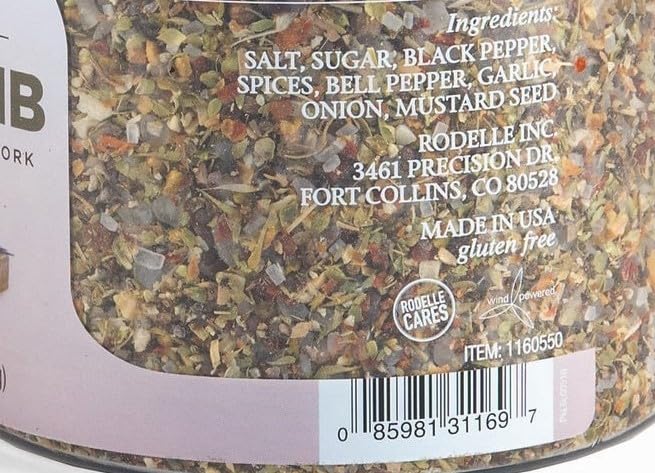 Ingredients:
SALT, SUGAR, BLACK PEPPER,
SPICES, BELL PEPPER, GARLIC,
ONION, MUSTARD SEED
RODELLE INC
3461 PRECISION DR
FORT COLLINS, CO 80528
MADE IN USA
gluten free
RODELLE
CARES
wind powered
ITEM: 1160550
0 85981 31169 7